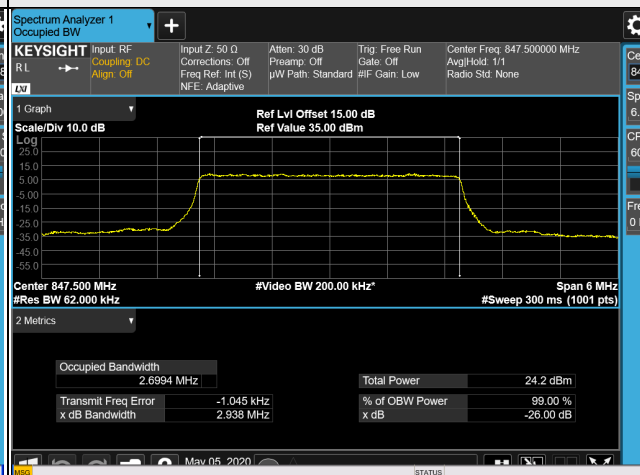 Spectrum Analyzer 1
Occupied BW
+
KEYSIGHT Input: RF Input Z: 50 Ω Atten: 30 dB Trig: Free Run Center Freq: 847.500000 MHz
R L Coupling: DC Corrections: Off Preamp: Off Gate: Off Avg|Hold: 1/1
Align: Off Freq Ref: Int (S) µW Path: Standard #IF Gain: Low Radio Std: None
LXI NFE: Adaptive
1 Graph
Ref Lvl Offset 15.00 dB
Scale/Div 10.0 dB Ref Value 35.00 dBm
Log
25.0
15.0
5.00
-5.00
-15.0
-25.0
-35.0
-45.0
-55.0
Center 847.500 MHz #Video BW 200.00 kHz* Span 6 MHz
#Res BW 62.000 kHz #Sweep 300 ms (1001 pts)
2 Metrics
Occupied Bandwidth
2.6994 MHz Total Power 24.2 dBm
Transmit Freq Error -1.045 kHz % of OBW Power 99.00 %
x dB Bandwidth 2.938 MHz x dB -26.00 dB
May 05, 2020
MSG STATUS